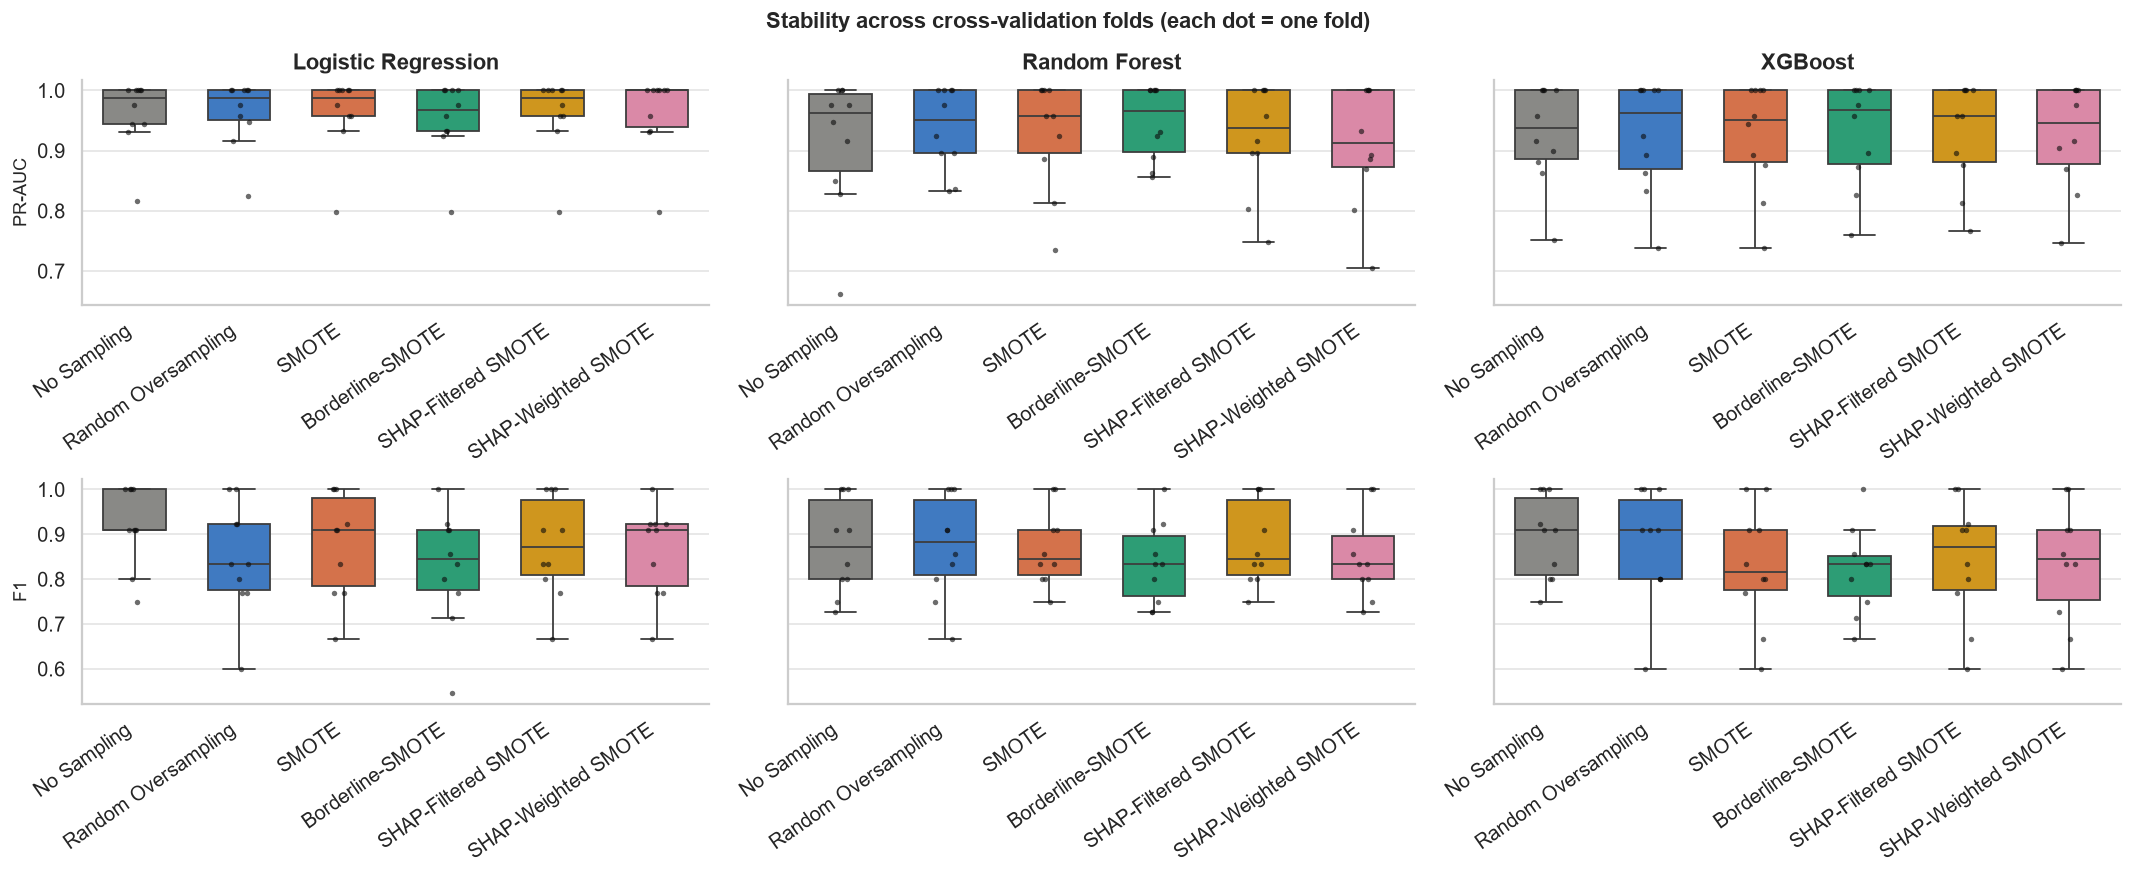 Stability across cross-validation folds (each dot = one fold)
Logistic Regression
Random Forest
XGBoost
PR-AUC
1.0
0.9
0.8
0.7
No Sampling
Random Oversampling
SMOTE
Borderline-SMOTE
SHAP-Filtered SMOTE
SHAP-Weighted SMOTE
No Sampling
Random Oversampling
SMOTE
Borderline-SMOTE
SHAP-Filtered SMOTE
SHAP-Weighted SMOTE
No Sampling
Random Oversampling
SMOTE
Borderline-SMOTE
SHAP-Filtered SMOTE
SHAP-Weighted SMOTE
F1
1.0
0.9
0.8
0.7
0.6
No Sampling
Random Oversampling
SMOTE
Borderline-SMOTE
SHAP-Filtered SMOTE
SHAP-Weighted SMOTE
No Sampling
Random Oversampling
SMOTE
Borderline-SMOTE
SHAP-Filtered SMOTE
SHAP-Weighted SMOTE
No Sampling
Random Oversampling
SMOTE
Borderline-SMOTE
SHAP-Filtered SMOTE
SHAP-Weighted SMOTE